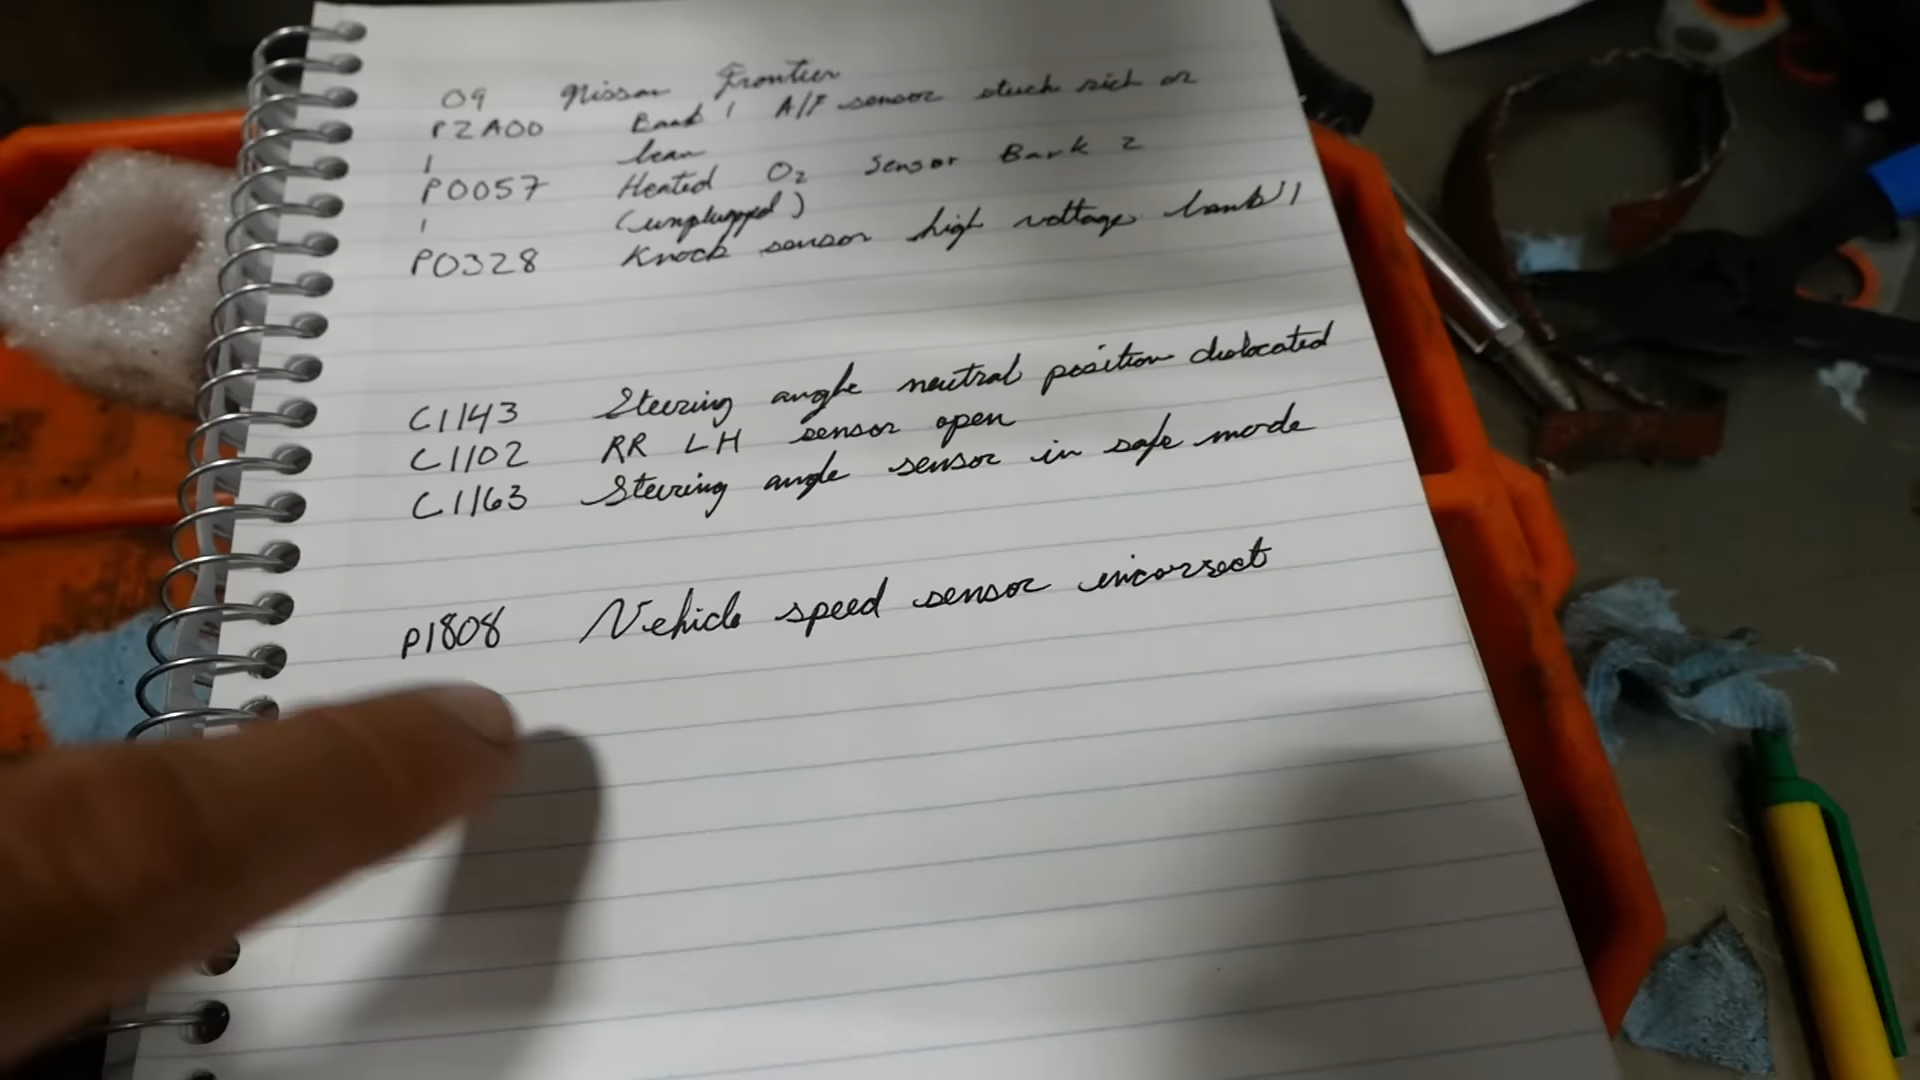 09 Nissan Frontier
P2A00 Bank 1 A/F sensor stuck rich or
1 lean
P0057 Heated O2 Sensor Bank 2
1 (unplugged)
P0328 Knock sensor high voltage bank 1
C1143 Steering angle neutral position dislocated
C1102 RR LH sensor open
C1163 Steering angle sensor in safe mode
P1808 Vehicle speed sensor incorrect